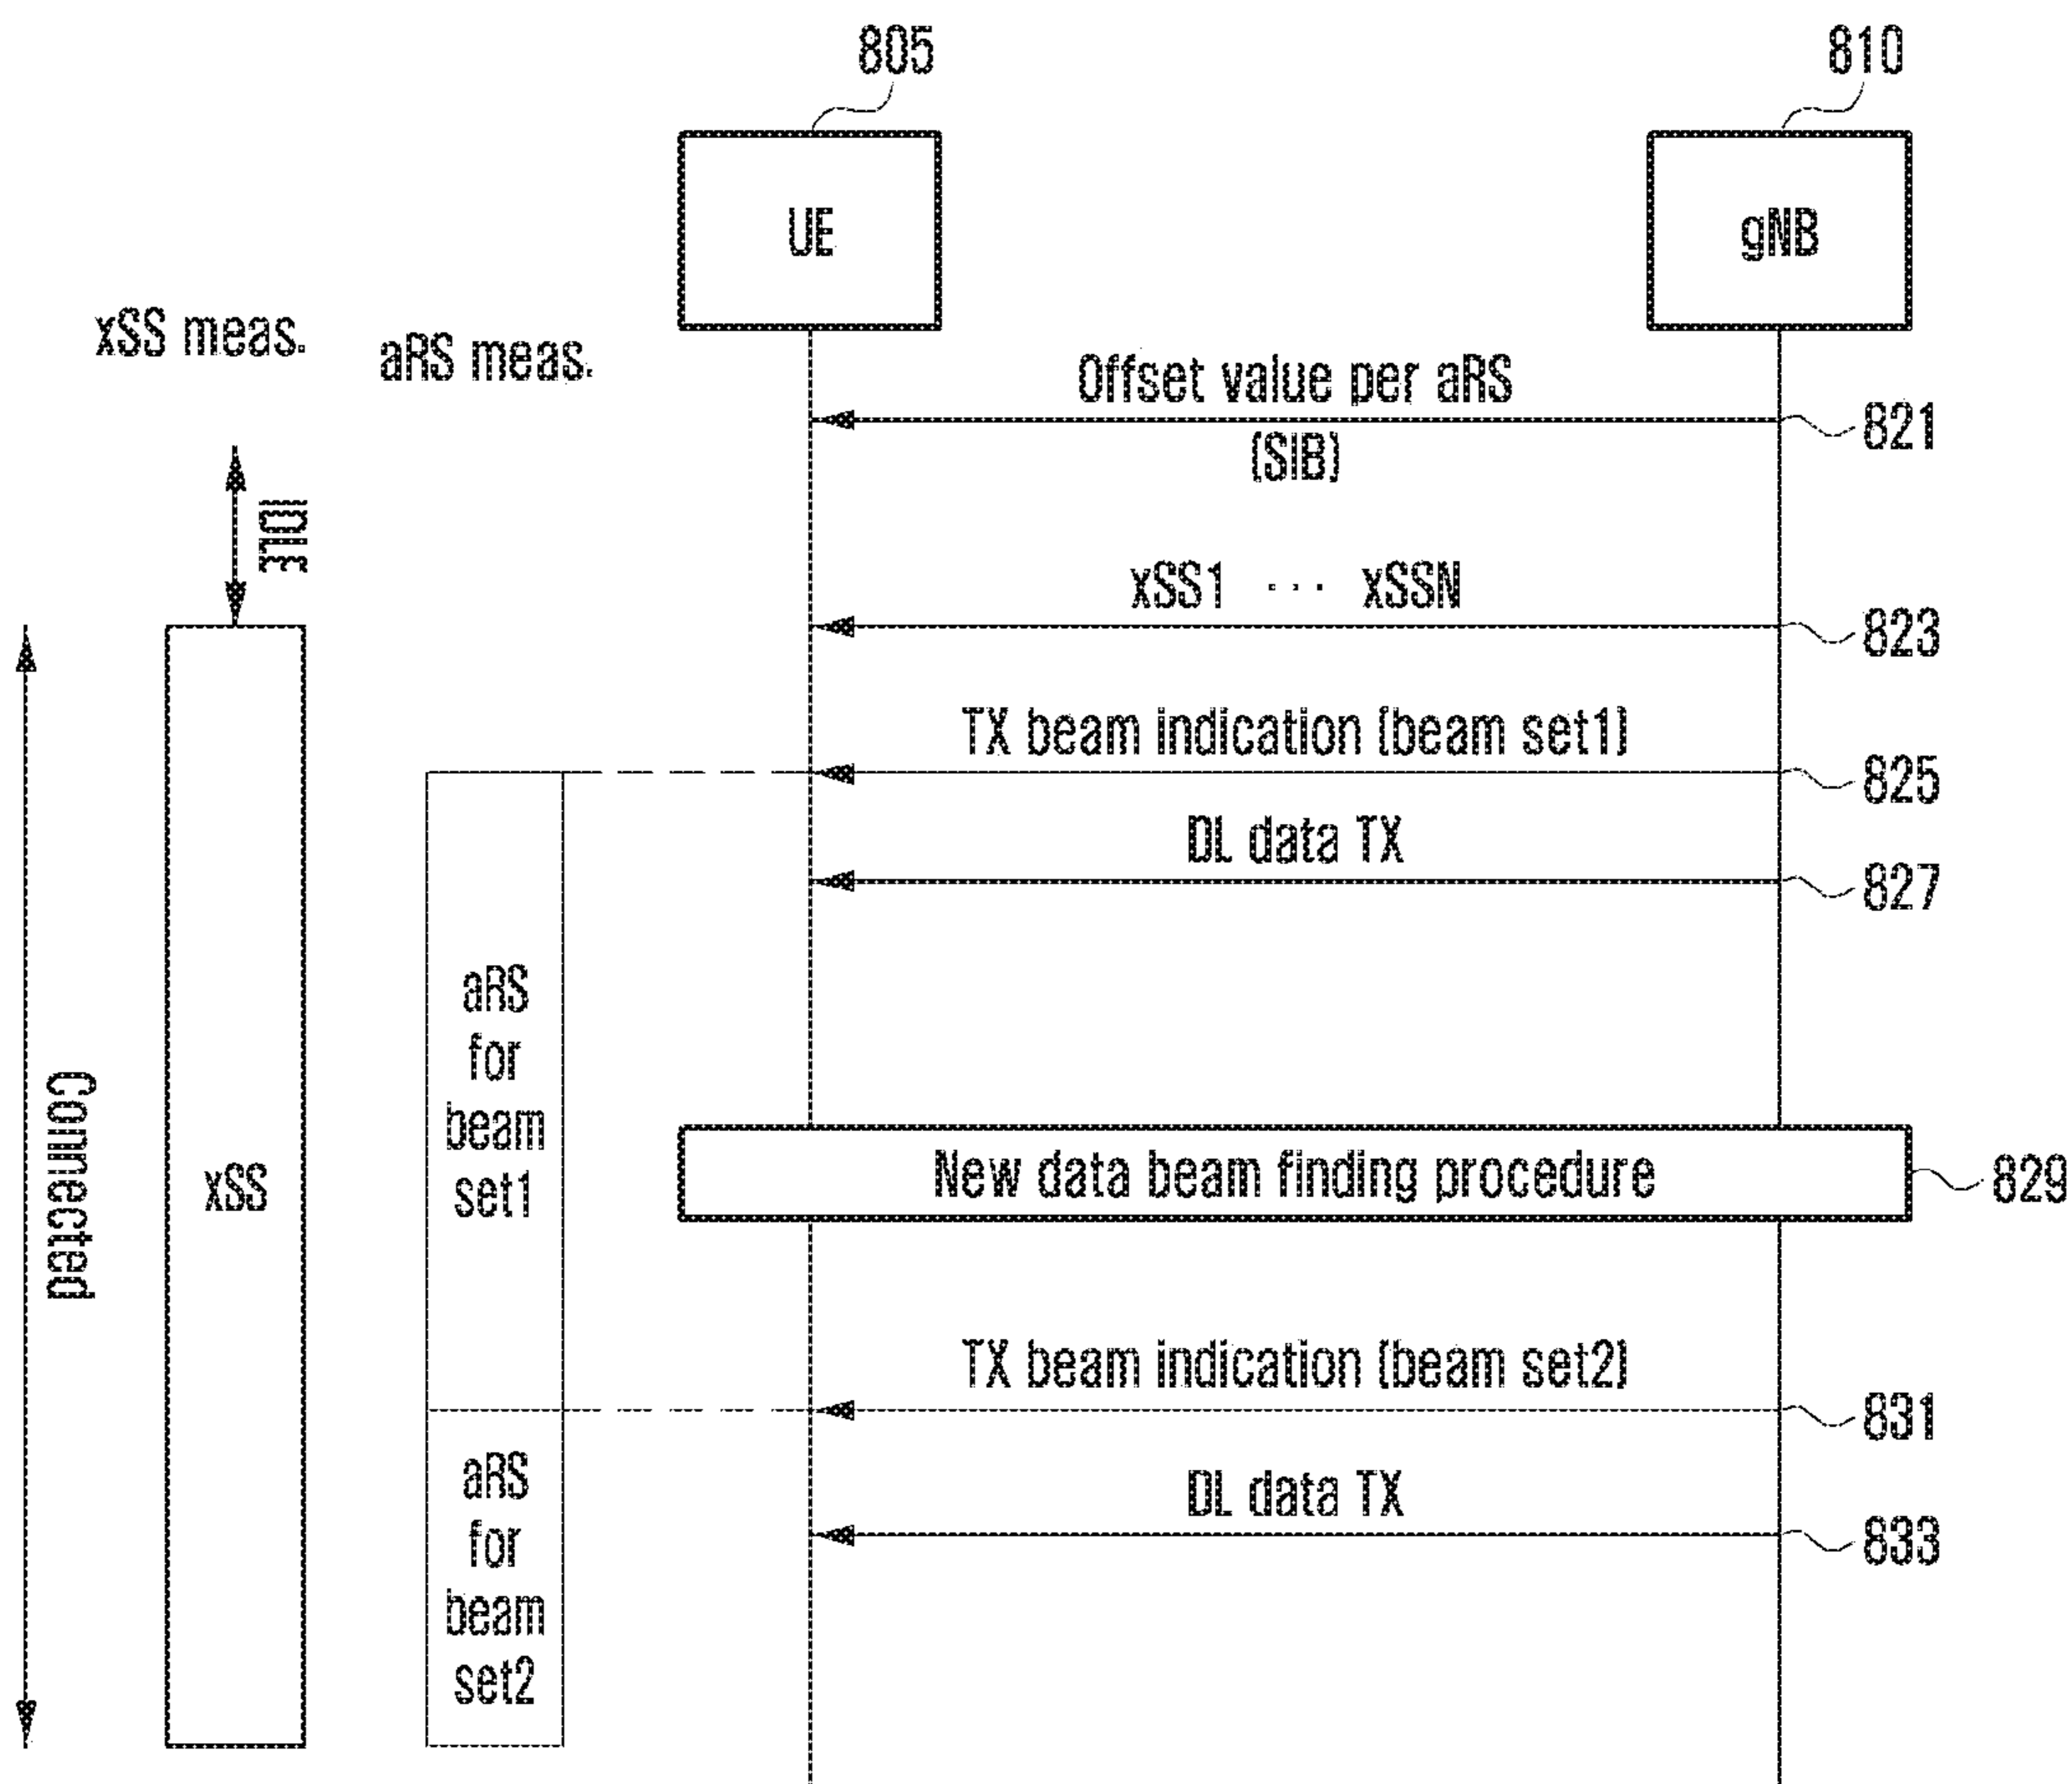 805
810
UE
gNB
xSS meas.
aRS meas.
Offset value per aRS
(SIB)
821
IDLE
xSS1 ··· xSSN
823
TX beam indication (beam set1)
825
DL data TX
827
aRS
for
beam
set1
Connected
xSS
New data beam finding procedure
829
TX beam indication (beam set2)
831
aRS
for
beam
set2
DL data TX
833